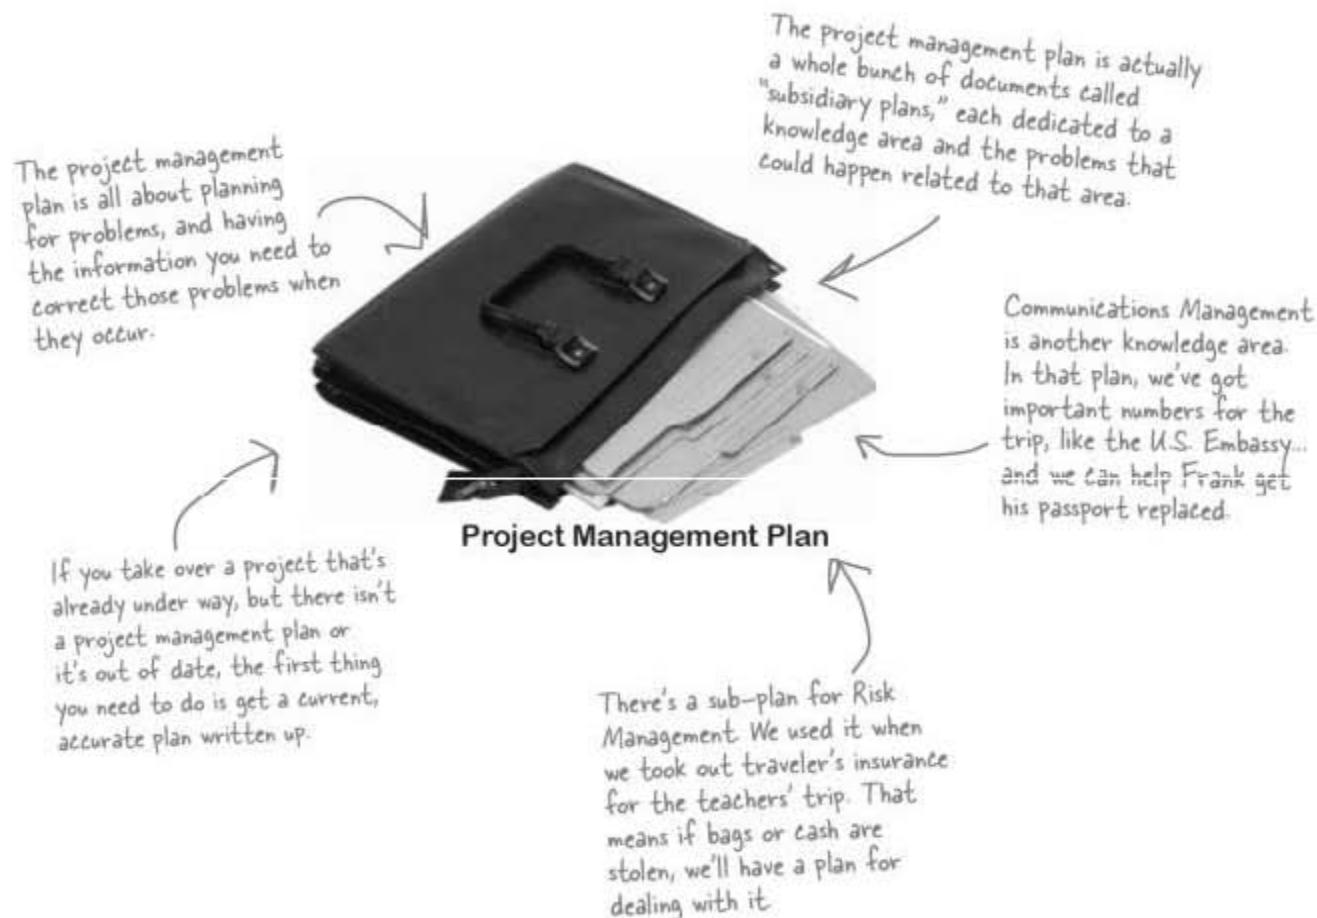 The project management plan is actually
a whole bunch of documents called
"subsidiary plans," each dedicated to a
knowledge area and the problems that
could happen related to that area.
The project management
plan is all about planning
for problems, and having
the information you need to
correct those problems when
they occur.
Communications Management
is another knowledge area.
In that plan, we've got
important numbers for the
trip, like the U.S. Embassy...
and we can help Frank get
his passport replaced.
Project Management Plan
If you take over a project that's
already under way, but there isn't
a project management plan or
it's out of date, the first thing
you need to do is get a current,
accurate plan written up.
There's a sub-plan for Risk
Management. We used it when
we took out traveler's insurance
for the teachers' trip. That
means if bags or cash are
stolen, we'll have a plan for
dealing with it